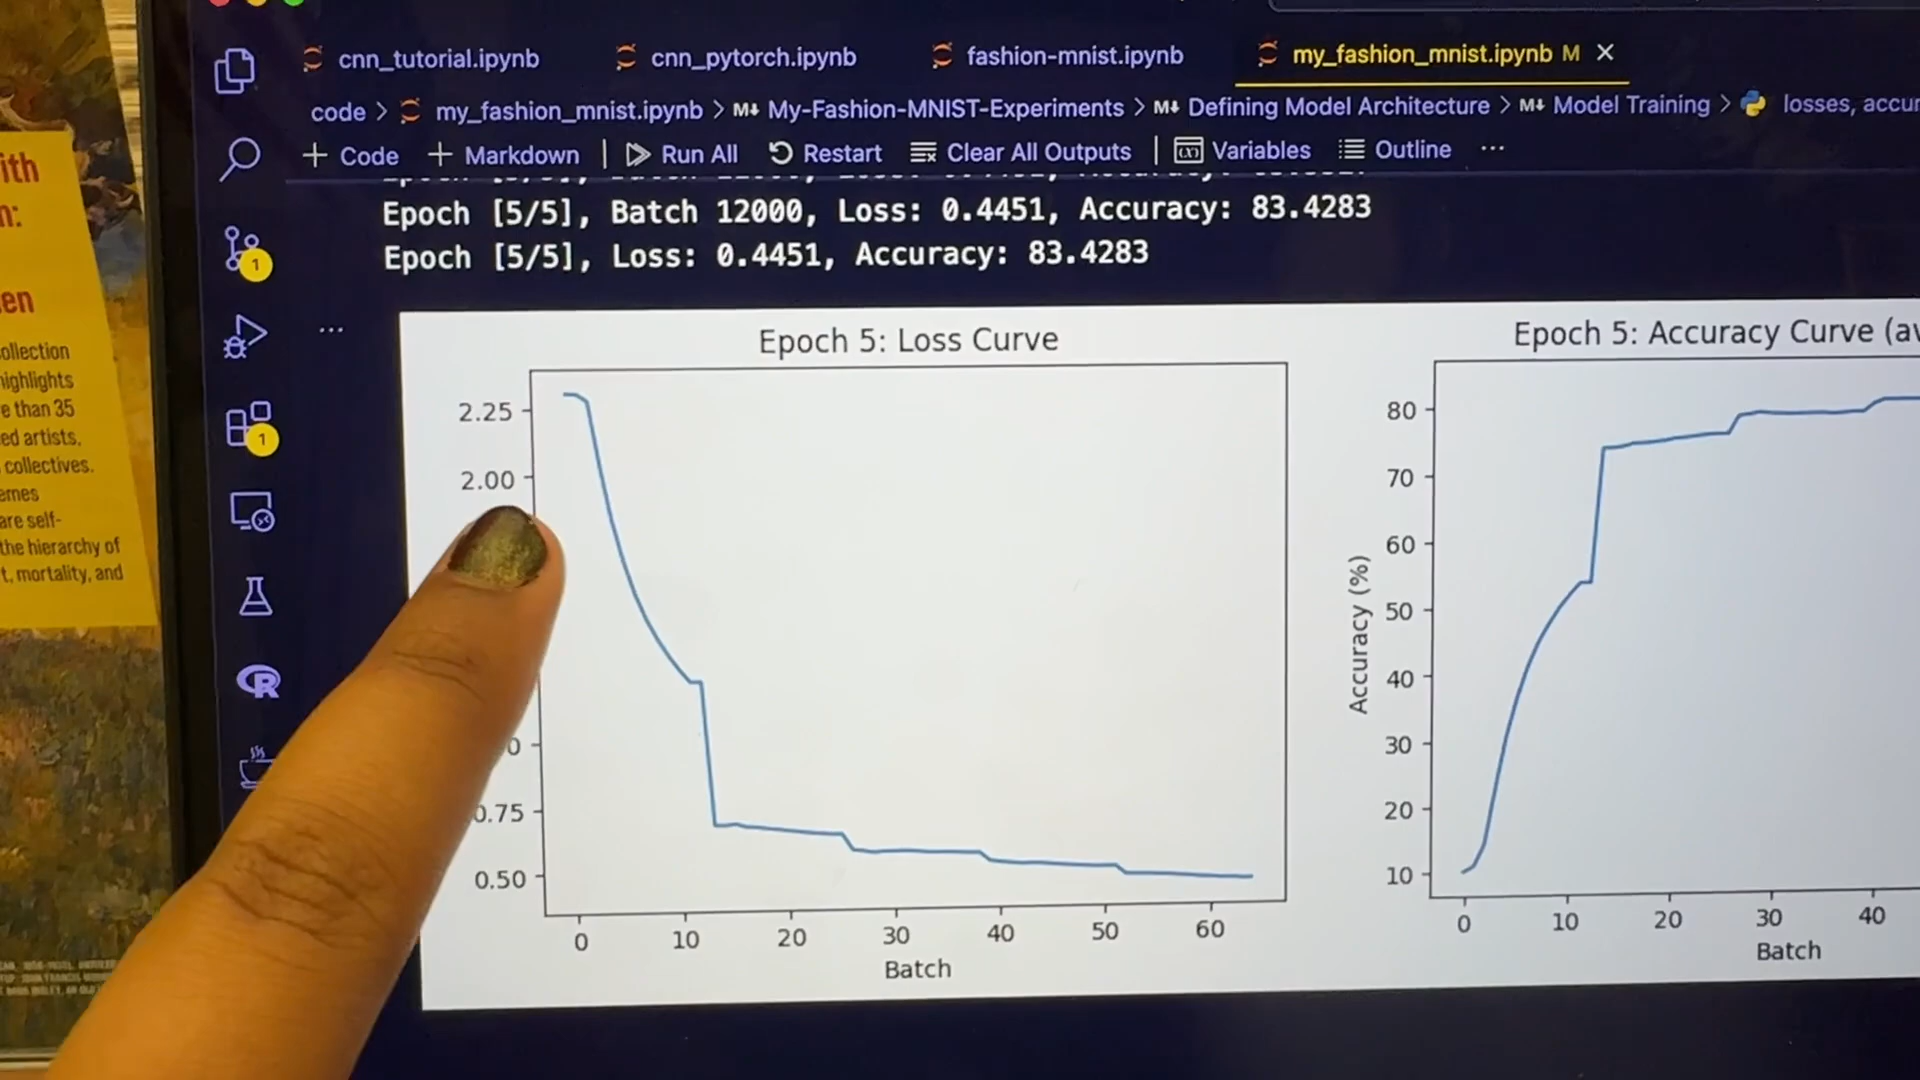 cnn_tutorial.ipynb cnn_pytorch.ipynb fashion-mnist.ipynb my_fashion_mnist.ipynb M ×
code > my_fashion_mnist.ipynb > M↓ My-Fashion-MNIST-Experiments > M↓ Defining Model Architecture > M↓ Model Training > losses, accur
+ Code + Markdown | Run All Restart Clear All Outputs | Variables Outline ...
Epoch [5/5], Batch 12000, Loss: 0.4451, Accuracy: 83.4283
Epoch [5/5], Loss: 0.4451, Accuracy: 83.4283
1
1
R
Epoch 5: Loss Curve
2.25
2.00
0
0.75
0.50
0 10 20 30 40 50 60
Batch
Epoch 5: Accuracy Curve (av
Accuracy (%)
80
70
60
50
40
30
20
10
0 10 20 30 40
Batch
ith
n:
en
ollection
highlights
e than 35
ed artists,
collectives.
emes
are self-
the hierarchy of
t, mortality, and